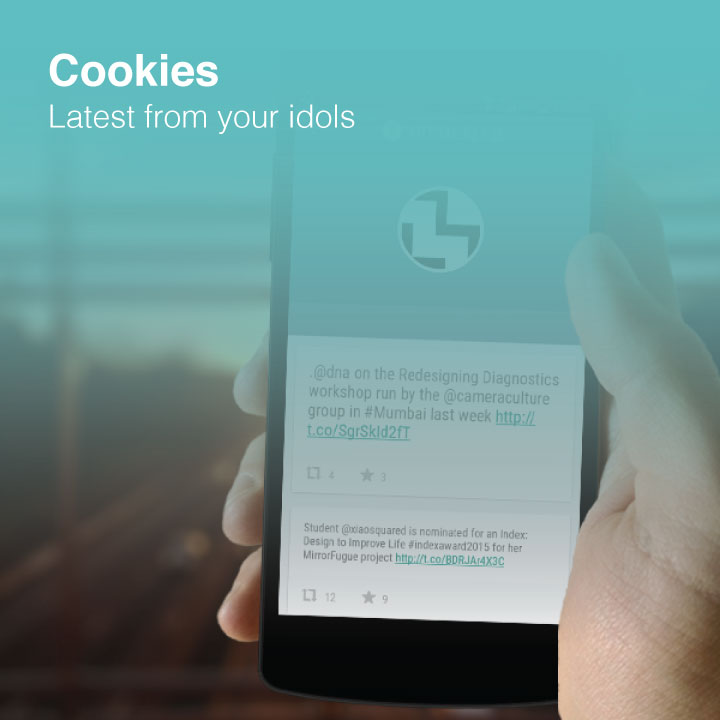 Cookies
Latest from your idols
.@dna on the Redesigning Diagnostics
workshop run by the @cameraculture
group in #Mumbai last week http://
t.co/SgrSkId2fT
4 3
Student @xiaosquared is nominated for an Index:
Design to Improve Life #indexaward2015 for her
MirrorFugue project http://t.co/BDRJAr4X3C
12 9